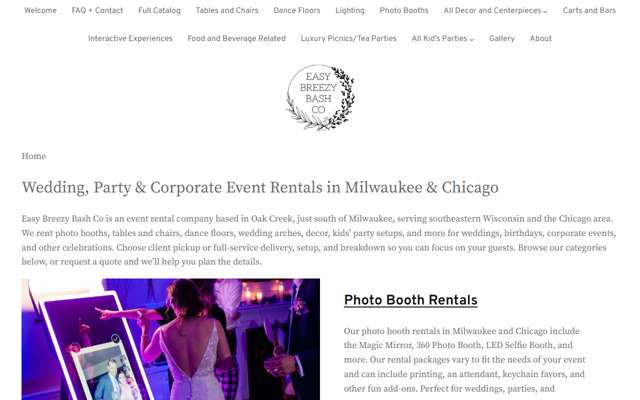 Welcome FAQ + Contact Full Catalog Tables and Chairs Dance Floors Lighting Photo Booths All Decor and Centerpieces Carts and Bars
Interactive Experiences Food and Beverage Related Luxury Picnics/Tea Parties All Kid's Parties Gallery About
EASY
BREEZY
BASH
CO
Home
Wedding, Party & Corporate Event Rentals in Milwaukee & Chicago
Easy Breezy Bash Co is an event rental company based in Oak Creek, just south of Milwaukee, serving southeastern Wisconsin and the Chicago area.
We rent photo booths, tables and chairs, dance floors, wedding arches, decor, kids' party setups, and more for weddings, birthdays, corporate events,
and other celebrations. Choose client pickup or full-service delivery, setup, and breakdown so you can focus on your guests. Browse our categories
below, or request a quote and we'll help you plan the details.
Photo Booth Rentals
Our photo booth rentals in Milwaukee and Chicago include
the Magic Mirror, 360 Photo Booth, LED Selfie Booth, and
more. Our rental packages vary to fit the needs of your event
and can include printing, an attendant, keychain favors, and
other fun add-ons. Perfect for weddings, parties, and